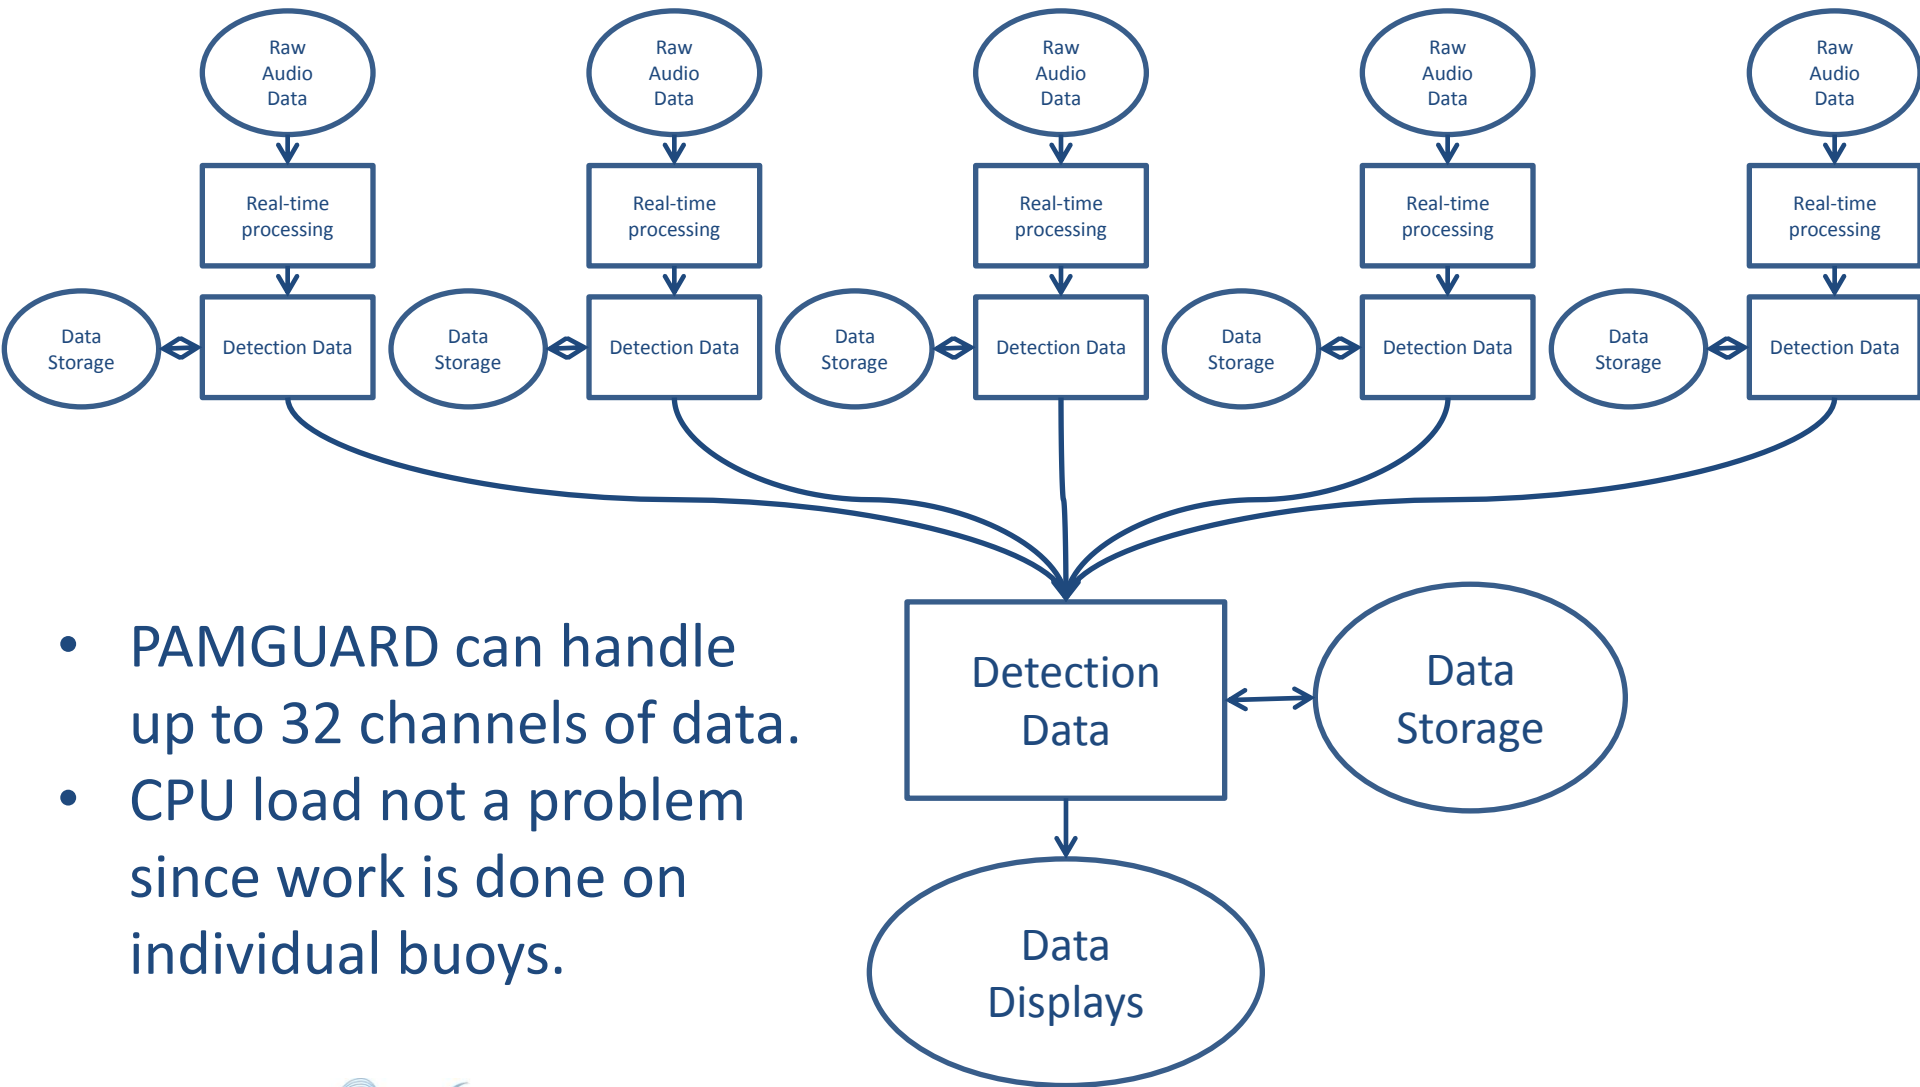 Raw
Audio
Data
Raw
Audio
Data
Raw
Audio
Data
Raw
Audio
Data
Raw
Audio
Data
Real-time
processing
Real-time
processing
Real-time
processing
Real-time
processing
Real-time
processing
Data
Storage
Detection Data
Data
Storage
Detection Data
Data
Storage
Detection Data
Data
Storage
Detection Data
Data
Storage
Detection Data
• PAMGUARD can handle
up to 32 channels of data.
• CPU load not a problem
since work is done on
individual buoys.
Detection
Data
Data
Storage
Data
Displays